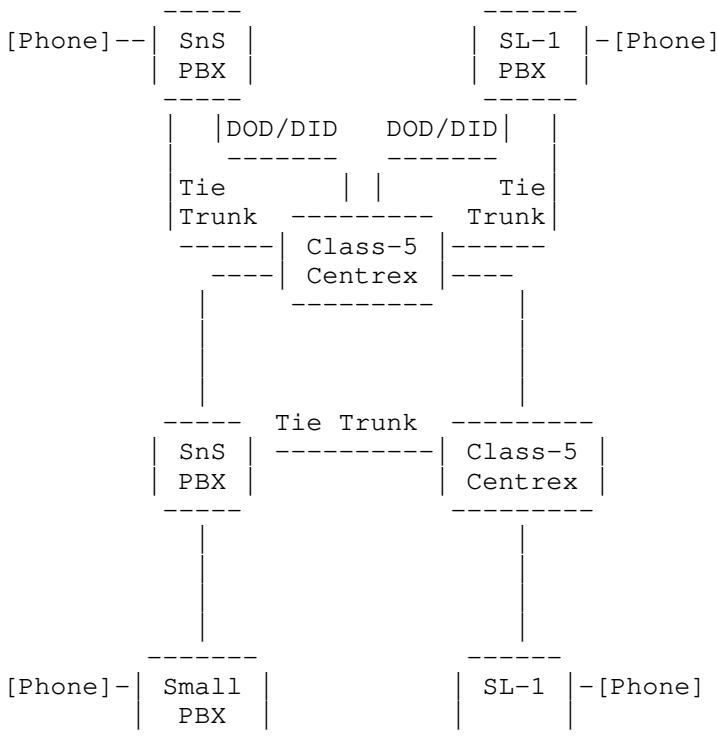 [Phone]--| SnS | | SL-1 |-[Phone]
| PBX | | PBX |
| |DOD/DID DOD/DID| |
|Tie | | Tie|
|Trunk Trunk|
------| Class-5 |------
----| Centrex |----
Tie Trunk
| SnS | ----------| Class-5 |
| PBX | | Centrex |
[Phone]-| Small | | SL-1 |-[Phone]
| PBX | | |